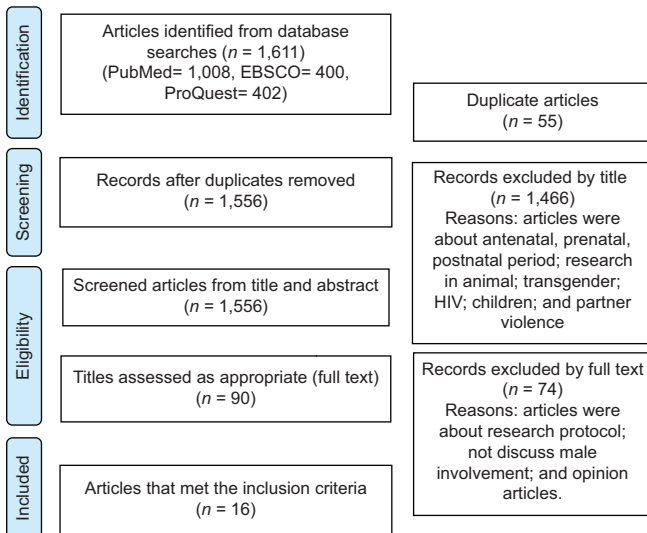 Identification
Articles identified from database
searches (n = 1,611)
(PubMed= 1,008, EBSCO= 400,
ProQuest= 402)
Duplicate articles
(n = 55)
Screening
Records after duplicates removed
(n = 1,556)
Records excluded by title
(n = 1,466)
Reasons: articles were
about antenatal, prenatal,
postnatal period; research
in animal; transgender;
HIV; children; and partner
violence
Eligibility
Screened articles from title and abstract
(n = 1,556)
Titles assessed as appropriate (full text)
(n = 90)
Records excluded by full text
(n = 74)
Reasons: articles were
about research protocol;
not discuss male
involvement; and opinion
articles.
Included
Articles that met the inclusion criteria
(n = 16)